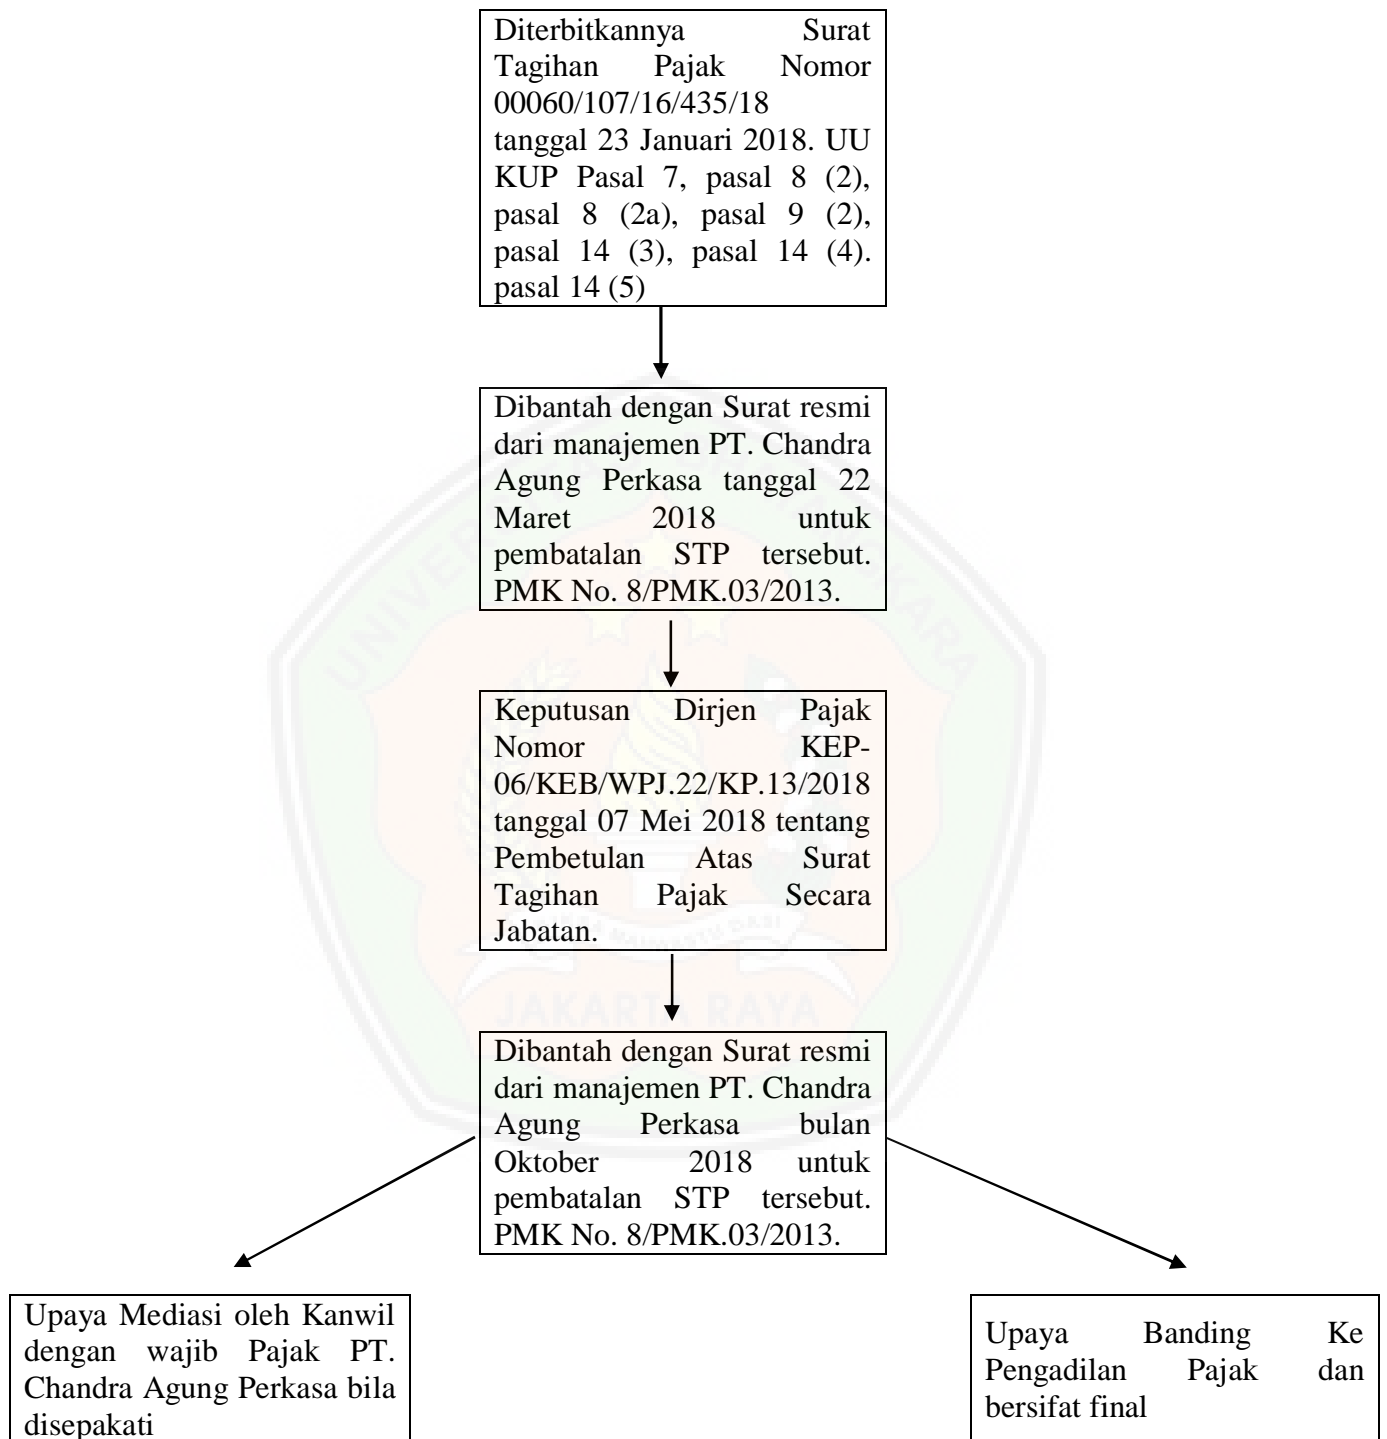 Diterbitkannya Surat
Tagihan Pajak Nomor
00060/107/16/435/18
tanggal 23 Januari 2018. UU
KUP Pasal 7, pasal 8 (2),
pasal 8 (2a), pasal 9 (2),
pasal 14 (3), pasal 14 (4).
pasal 14 (5)
Dibantah dengan Surat resmi
dari manajemen PT. Chandra
Agung Perkasa tanggal 22
Maret 2018 untuk
pembatalan STP tersebut.
PMK No. 8/PMK.03/2013.
Keputusan Dirjen Pajak
Nomor KEP-
06/KEB/WPJ.22/KP.13/2018
tanggal 07 Mei 2018 tentang
Pembetulan Atas Surat
Tagihan Pajak Secara
Jabatan.
JAKARTA RAYA
Dibantah dengan Surat resmi
dari manajemen PT. Chandra
Agung Perkasa bulan
Oktober 2018 untuk
pembatalan STP tersebut.
PMK No. 8/PMK.03/2013.
Upaya Mediasi oleh Kanwil
dengan wajib Pajak PT.
Chandra Agung Perkasa bila
disepakati
Upaya Banding Ke
Pengadilan Pajak dan
bersifat final